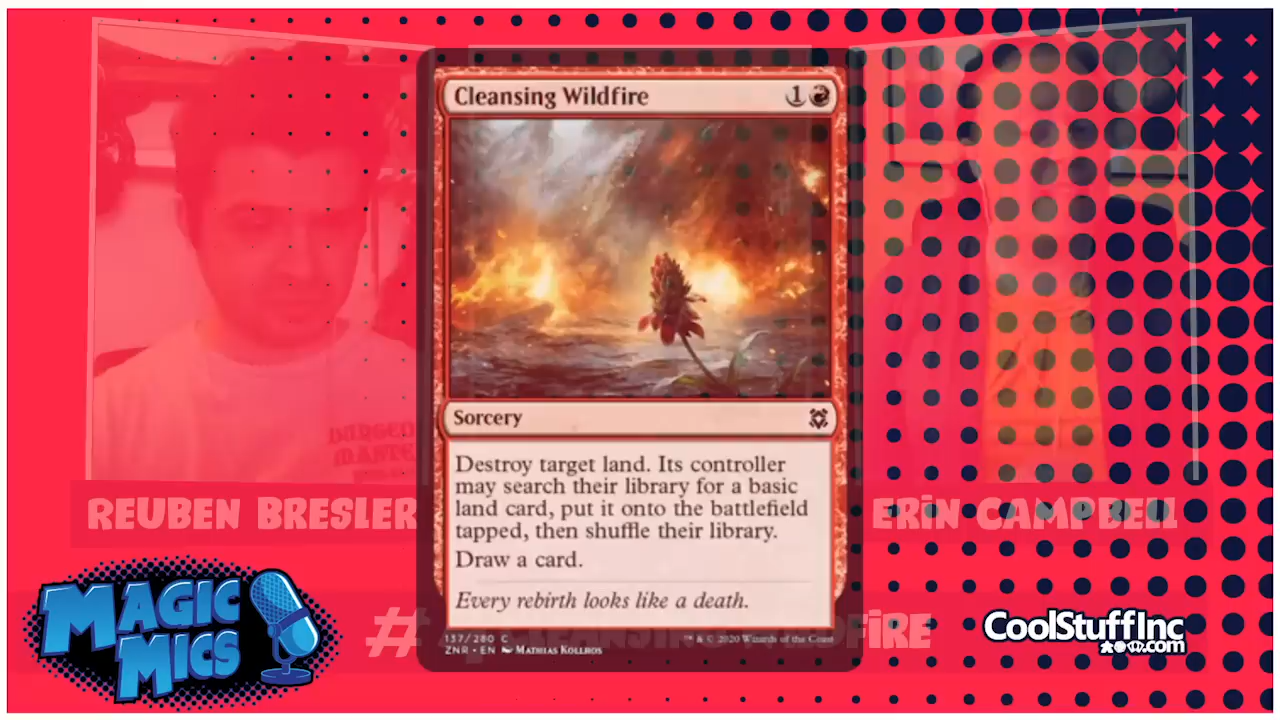 Cleansing Wildfire 1
Sorcery
Destroy target land. Its controller
may search their library for a basic
land card, put it onto the battlefield
tapped, then shuffle their library.
Draw a card.
Every rebirth looks like a death.
137/280 C
™ & © 2020 Wizards of the Coast
ZNR • EN MATHIAS KOLLROS
REUBEN BRESLER
ERIN CAMPBELL
MAGIC
MICS
CoolStuffInc
.com